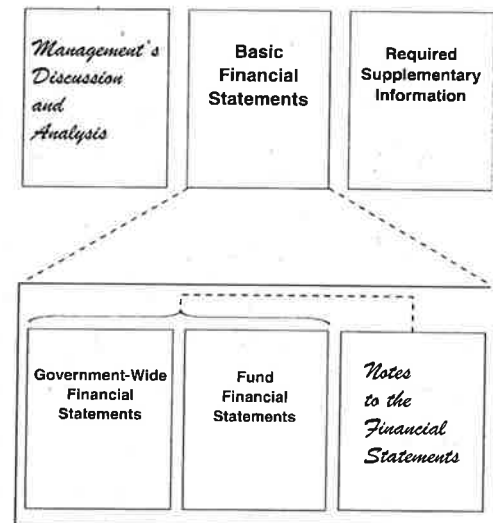 Management's
Discussion
and
Analysis
Basic
Financial
Statements
Required
Supplementary
Information
Government-Wide
Financial
Statements
Fund
Financial
Statements
Notes
to the
Financial
Statements